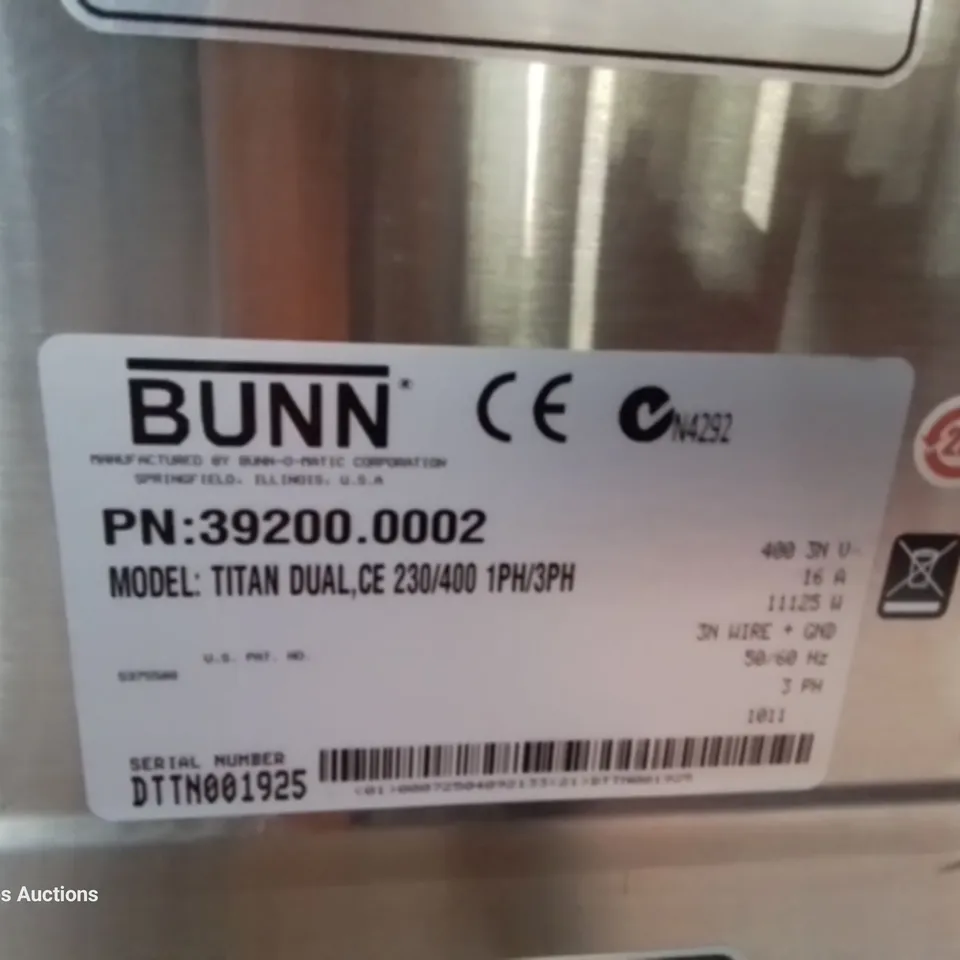 BUNN®
CE
N4292
MANUFACTURED BY BUNN-O-MATIC CORPORATION
SPRINGFIELD, ILLINOIS, U.S.A
PN:39200.0002
MODEL: TITAN DUAL,CE 230/400 1PH/3PH
400 3N V~
16 A
11125 W
3N WIRE + GND
50/60 Hz
3 PH
1011
U.S. PAT. NO.
SERIAL NUMBER
DTTN001925
s Auctions